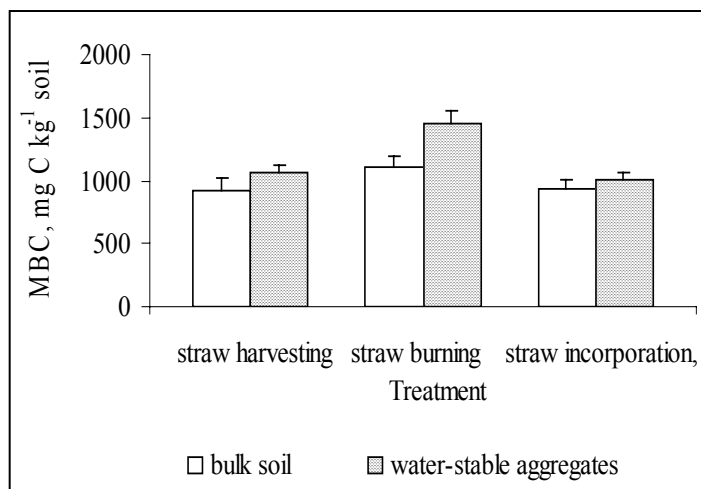 2000
1500
1000
500
0
MBC, mg C kg⁻¹ soil
straw harvesting straw burning straw incorporation,
Treatment
bulk soil water-stable aggregates